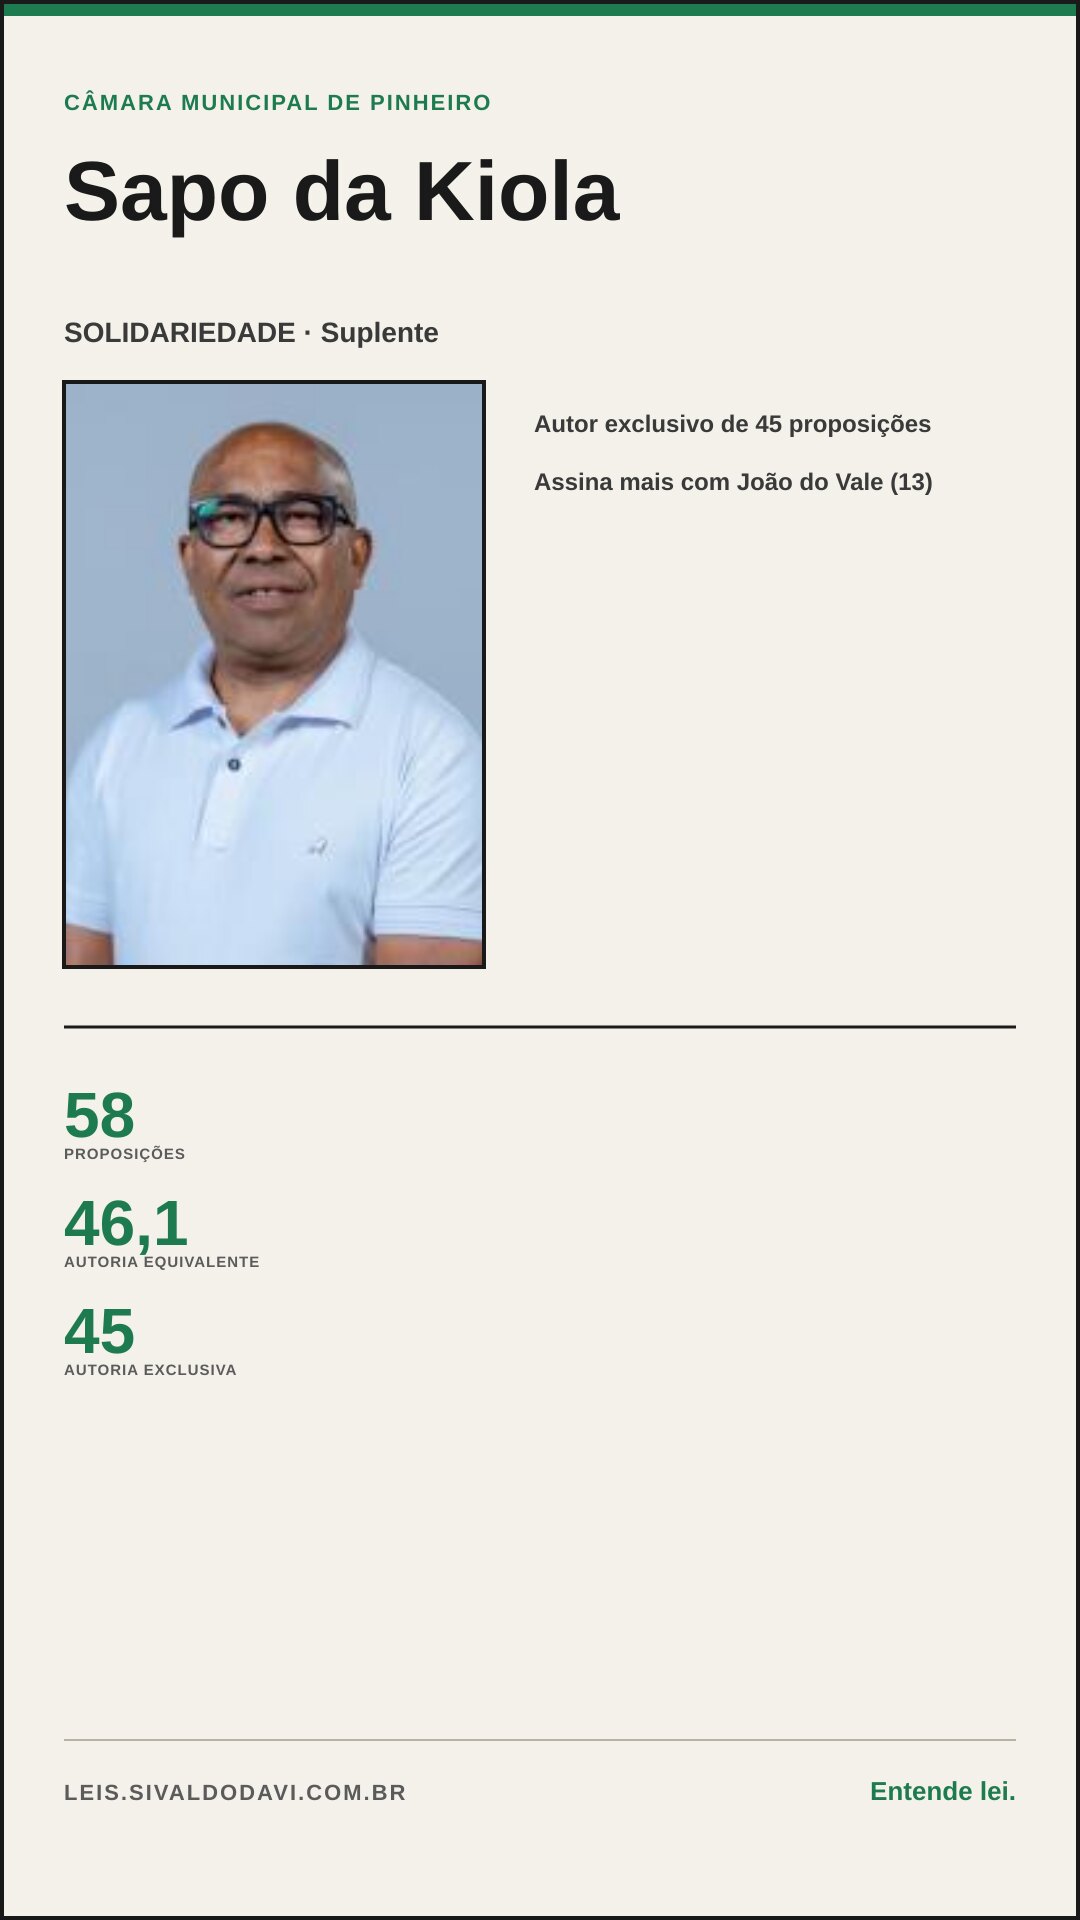 CÂMARA MUNICIPAL DE PINHEIRO
Sapo da Kiola
SOLIDARIEDADE · Suplente
Autor exclusivo de 45 proposições
Assina mais com João do Vale (13)
58
PROPOSIÇÕES
46,1
AUTORIA EQUIVALENTE
45
AUTORIA EXCLUSIVA
LEIS.SIVALDODAVI.COM.BR
Entende lei.